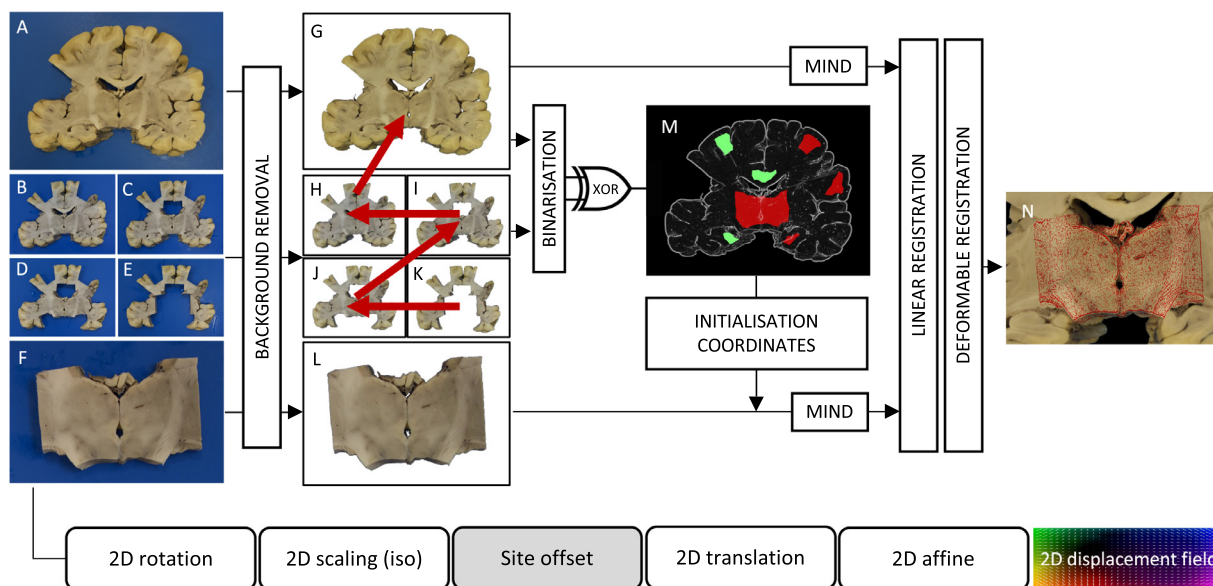 A
B
C
D
E
F
BACKGROUND REMOVAL
G
H
I
J
K
L
BINARISATION
XOR
M
MIND
INITIALISATION
COORDINATES
MIND
LINEAR REGISTRATION
DEFORMABLE REGISTRATION
N
2D rotation
2D scaling (iso)
Site offset
2D translation
2D affine
2D displacement field